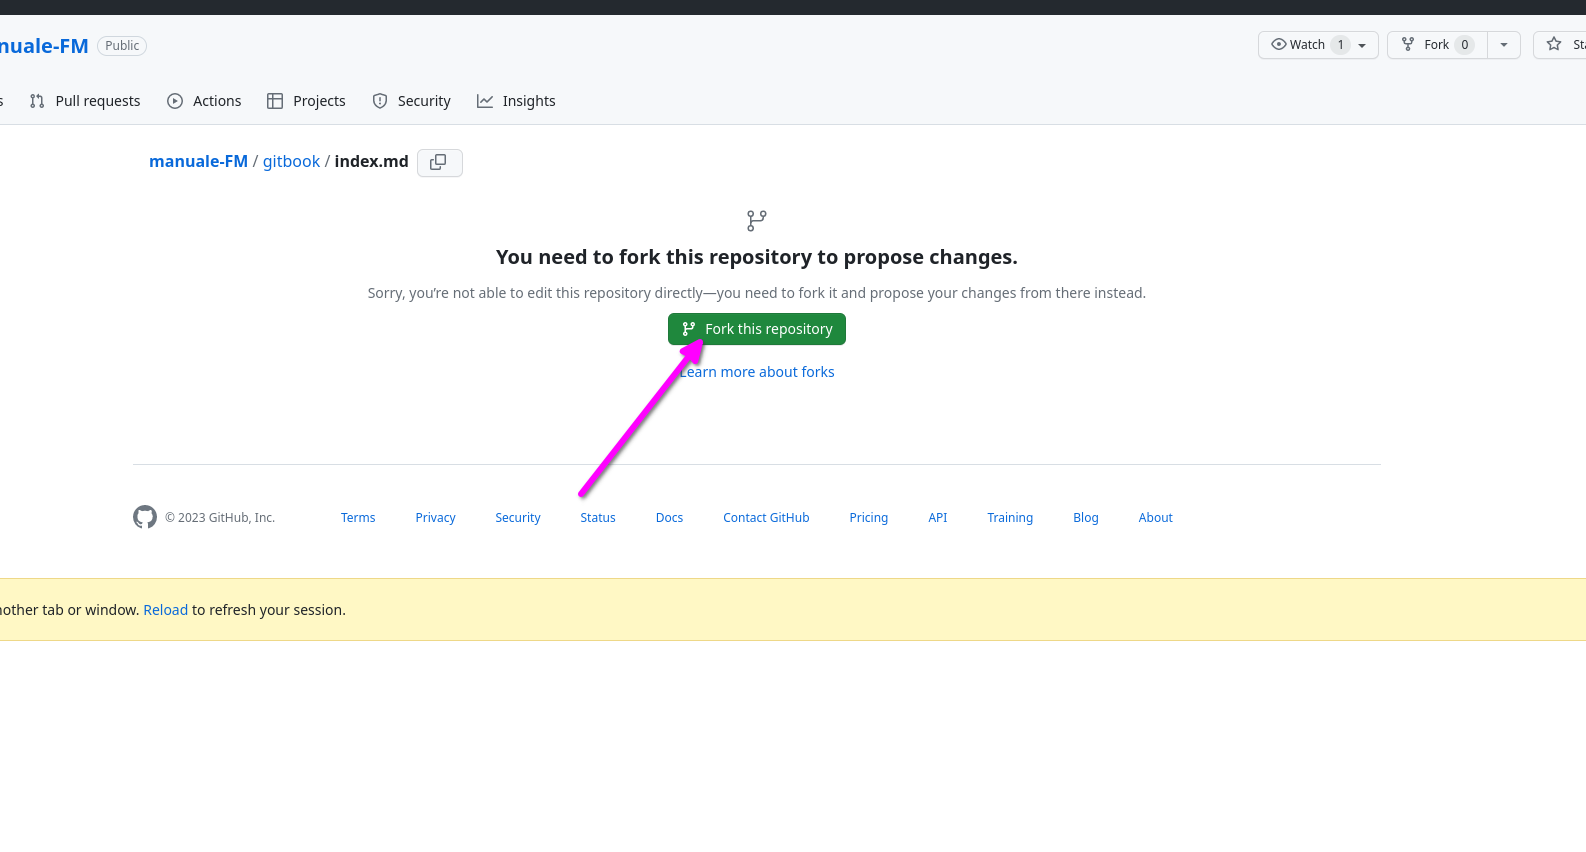 nuale-FM Public Watch 1 Fork 0 Sta
s Pull requests Actions Projects Security Insights
manuale-FM / gitbook / index.md
You need to fork this repository to propose changes.
Sorry, you’re not able to edit this repository directly—you need to fork it and propose your changes from there instead.
Fork this repository
Learn more about forks
© 2023 GitHub, Inc. Terms Privacy Security Status Docs Contact GitHub Pricing API Training Blog About
nother tab or window. Reload to refresh your session.